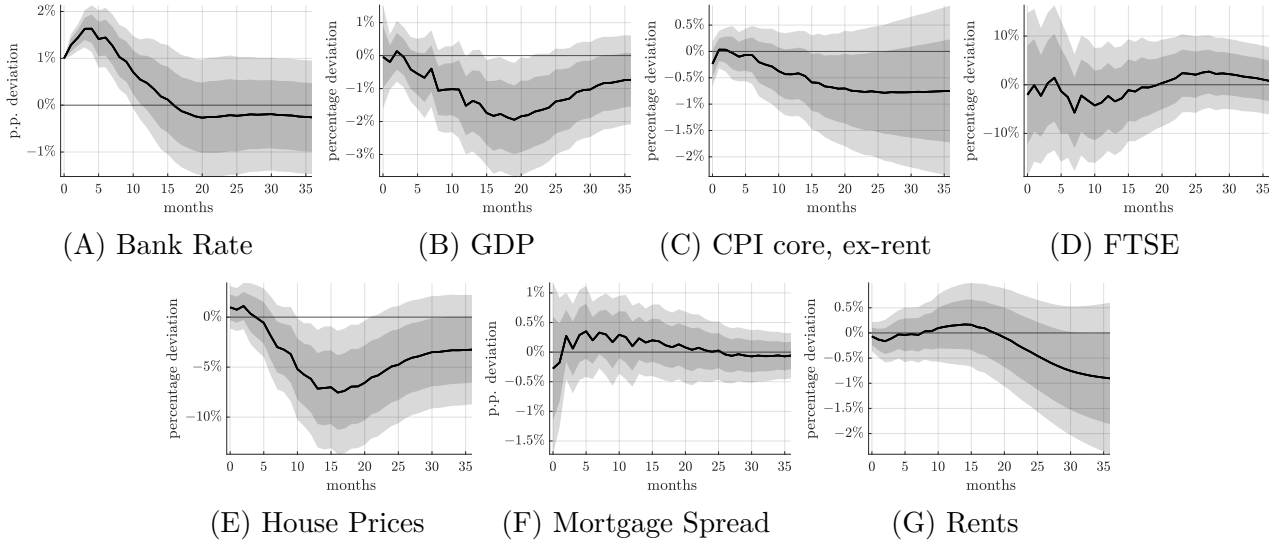 p.p. deviation
2%
1%
0%
−1%
0 5 10 15 20 25 30 35
months
(A) Bank Rate
percentage deviation
1%
0%
−1%
−2%
−3%
0 5 10 15 20 25 30 35
months
(B) GDP
percentage deviation
0.5%
0%
−0.5%
−1%
−1.5%
−2%
0 5 10 15 20 25 30 35
months
(C) CPI core, ex-rent
percentage deviation
10%
0%
−10%
0 5 10 15 20 25 30 35
months
(D) FTSE
percentage deviation
0%
−5%
−10%
0 5 10 15 20 25 30 35
months
(E) House Prices
p.p. deviation
1%
0.5%
0%
−0.5%
−1%
−1.5%
0 5 10 15 20 25 30 35
months
(F) Mortgage Spread
percentage deviation
0.5%
0%
−0.5%
−1%
−1.5%
−2%
0 5 10 15 20 25 30 35
months
(G) Rents